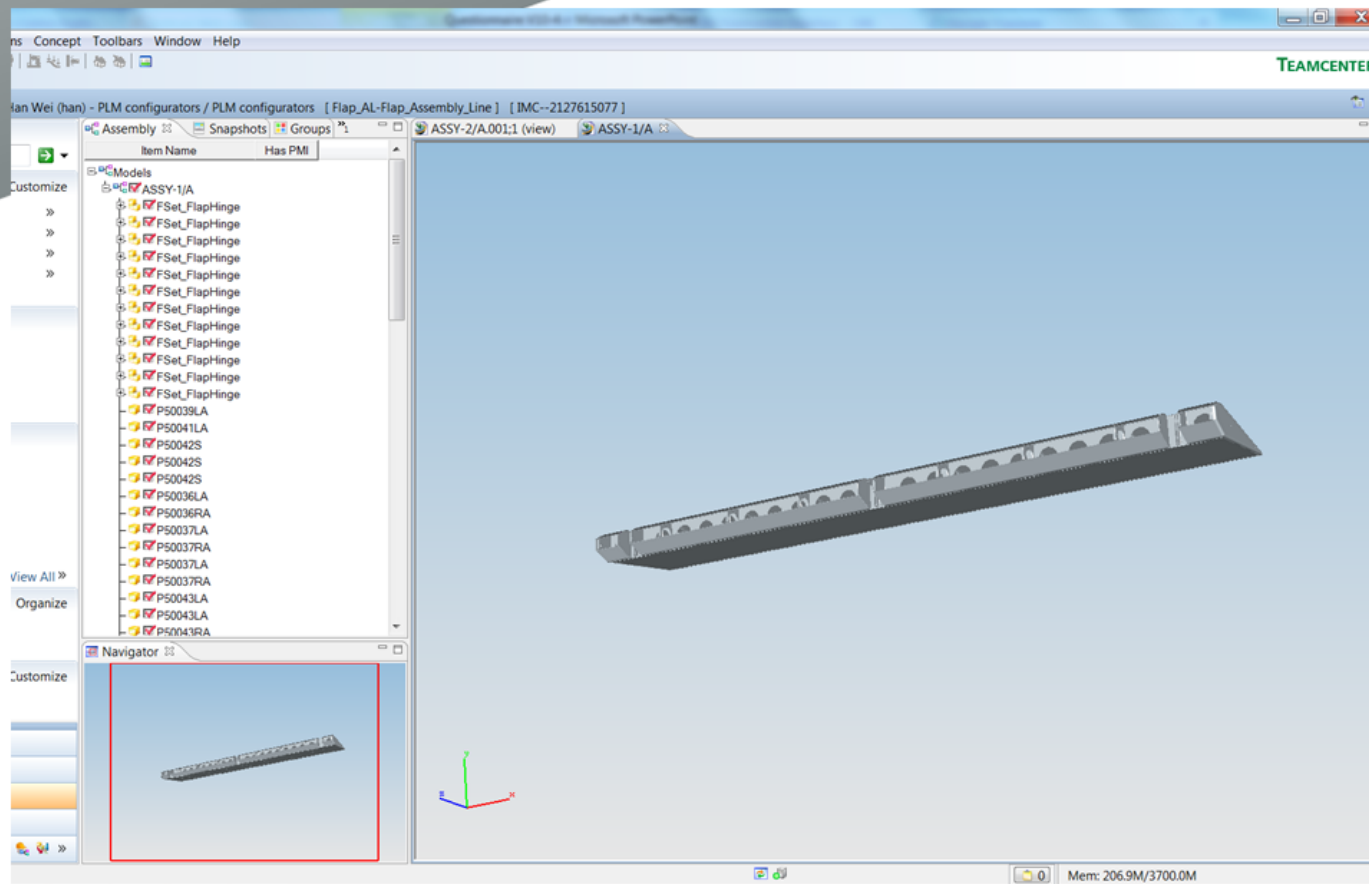 ns Concept Toolbars Window Help
TEAMCENTER
Han Wei (han) - PLM configurators / PLM configurators [ Flap_AL-Flap_Assembly_Line ] [ IMC--2127615077 ]
Assembly Snapshots Groups "1 ASSY-2/A.001;1 (view) ASSY-1/A
Item Name Has PMI
Models
Customize
ASSY-1/A
FSet_FlapHinge
FSet_FlapHinge
FSet_FlapHinge
FSet_FlapHinge
FSet_FlapHinge
FSet_FlapHinge
FSet_FlapHinge
FSet_FlapHinge
FSet_FlapHinge
FSet_FlapHinge
FSet_FlapHinge
FSet_FlapHinge
P50039LA
P50041LA
P50042S
P50042S
P50042S
P50036LA
P50036RA
P50037LA
P50037RA
P50037LA
P50037RA
View All »
P50043LA
Organize
P50043LA
P50043RA
Navigator
Customize
y
z x
0 Mem: 206.9M/3700.0M